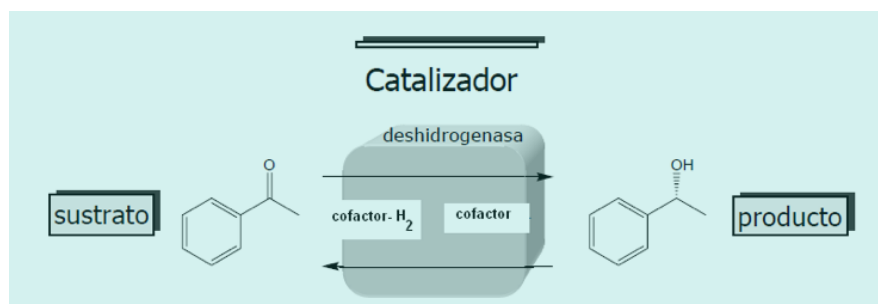 Catalizador
deshidrogenasa
O
OH
sustrato
cofactor-H2
cofactor
producto